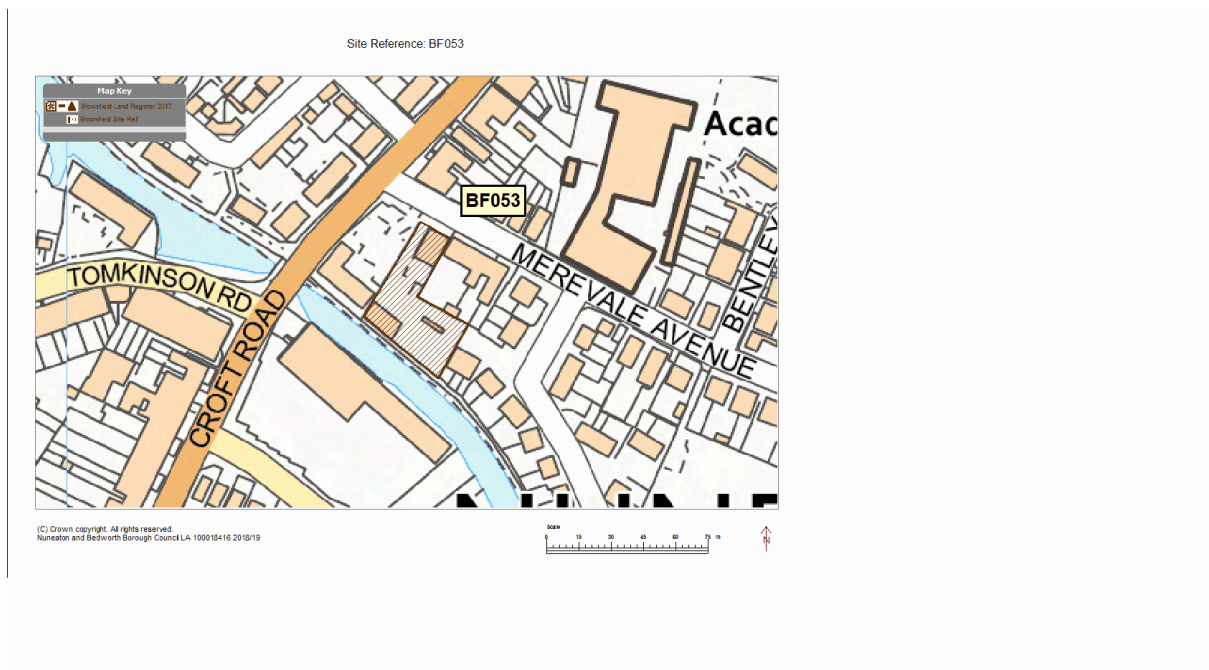 Site Reference: BF053
Map Key
Brownfield Land Register 2017
Brownfield Site Ref
Acad
BF053
MEREVALE AVENUE
BENTLEY
TOMKINSON RD
CROFT ROAD
(C) Crown copyright. All rights reserved.
Nuneaton and Bedworth Borough Council LA 100018416 2018/19
Scale
0 15 30 45 60 75 m
N